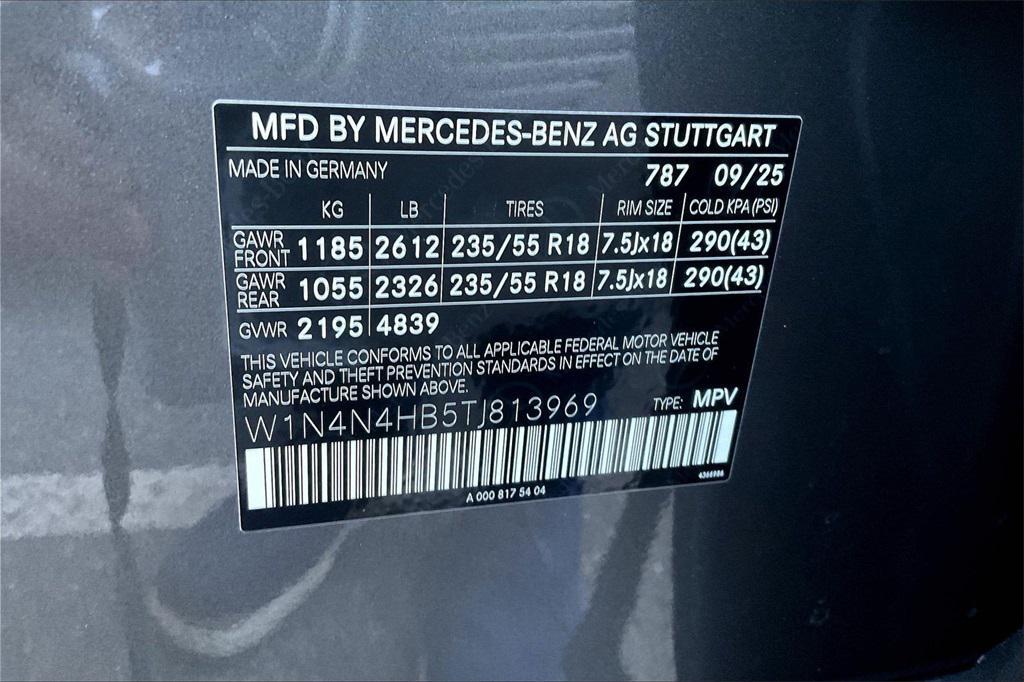 MFD BY MERCEDES-BENZ AG STUTTGART
MADE IN GERMANY 787 09/25
KG LB TIRES RIM SIZE COLD KPA (PSI)
GAWR FRONT 1185 2612 235/55 R18 7.5Jx18 290(43)
GAWR REAR 1055 2326 235/55 R18 7.5Jx18 290(43)
GVWR 2195 4839
THIS VEHICLE CONFORMS TO ALL APPLICABLE FEDERAL MOTOR VEHICLE
SAFETY AND THEFT PREVENTION STANDARDS IN EFFECT ON THE DATE OF
MANUFACTURE SHOWN ABOVE.
W1N4N4HB5TJ813969 TYPE: MPV
A 000 817 54 04